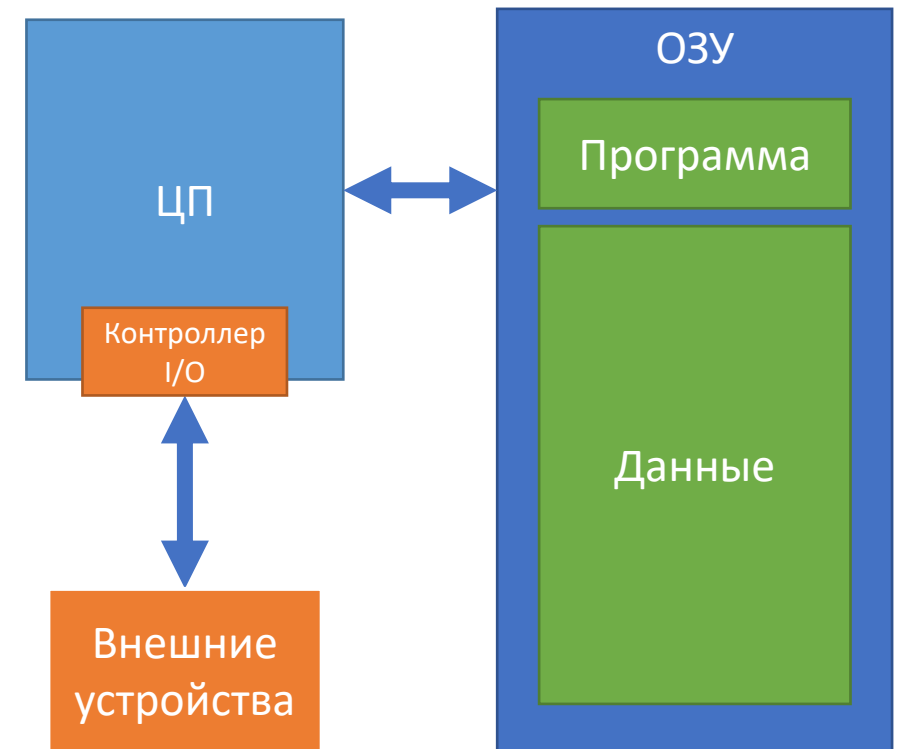 ОЗУ
Программа
ЦП
Контроллер
I/O
Данные
Внешние
устройства